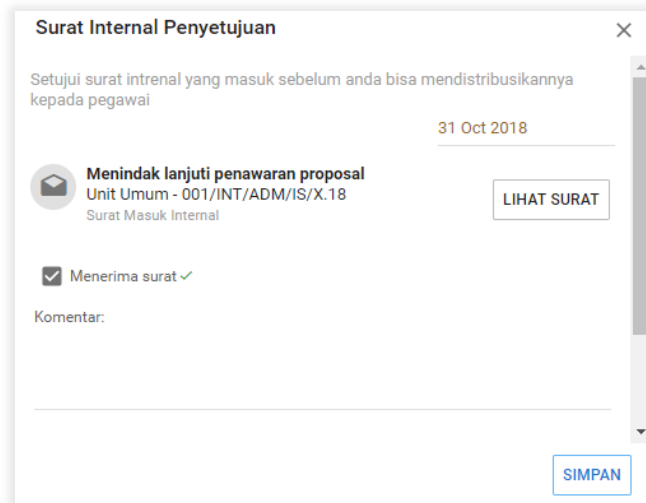 Surat Internal Penyetujuan
Setujui surat intrenal yang masuk sebelum anda bisa mendistribusikannya
kepada pegawai
31 Oct 2018
Menindak lanjuti penawaran proposal
Unit Umum - 001/INT/ADM/IS/X.18
Surat Masuk Internal
LIHAT SURAT
Menerima surat
Komentar:
SIMPAN